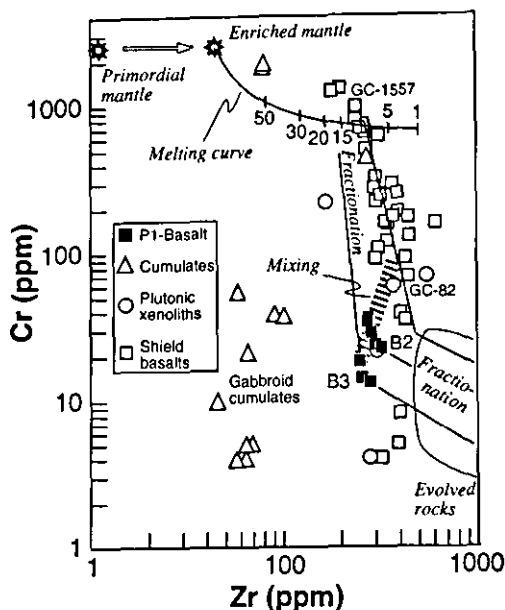 Enriched mantle
Primordial
mantle
GC-1557
50
30
20
15
5
1
Melting curve
Fractionation
Mixing
P1-Basalt
Cumulates
Plutonic
xenoliths
Shield
basalts
GC-82
B2
B3
Gabbroid
cumulates
Fractio-
nation
Evolved
rocks
1000
100
10
1
Cr (ppm)
1
100
1000
Zr (ppm)